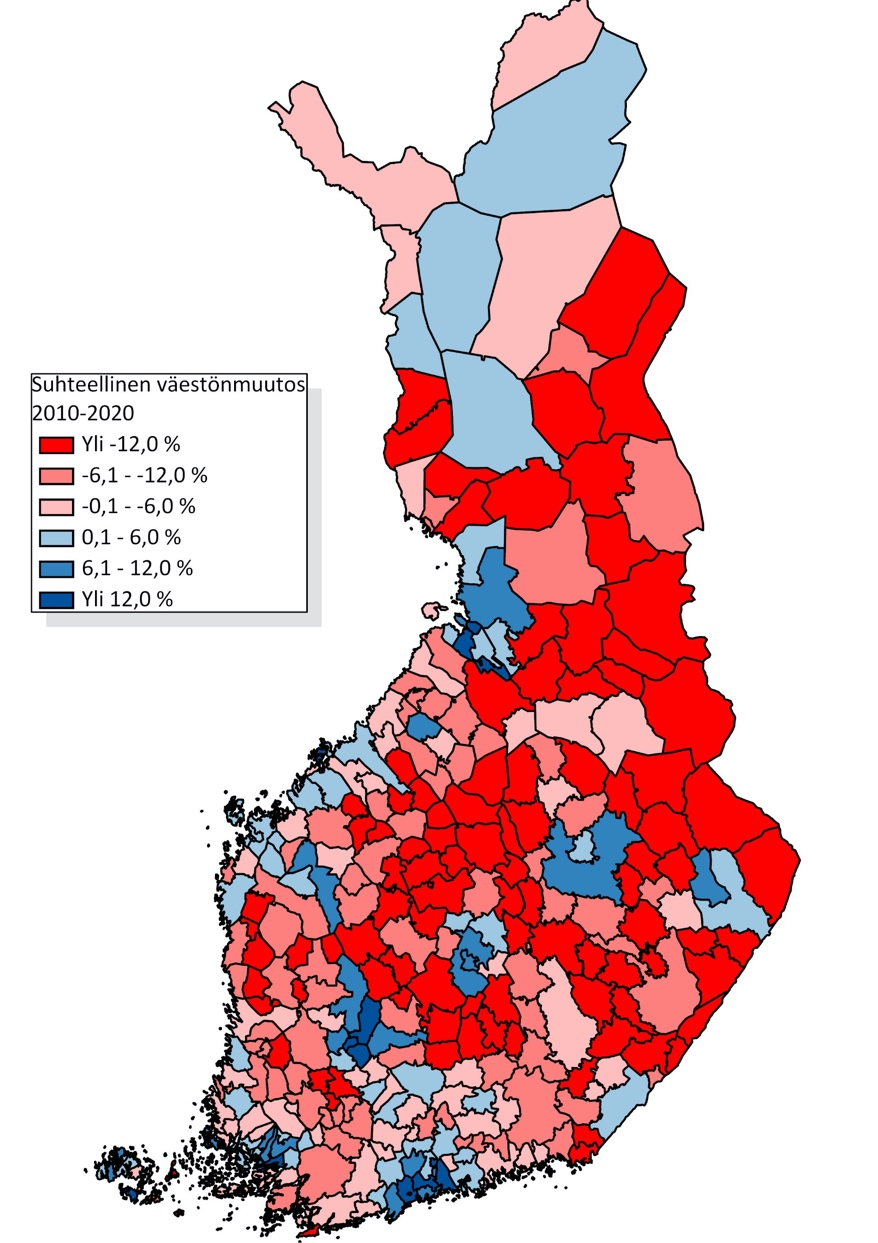 Suhteellinen väestönmuutos
2010-2020
Yli -12,0 %
-6,1 - -12,0 %
-0,1 - -6,0 %
0,1 - 6,0 %
6,1 - 12,0 %
Yli 12,0 %